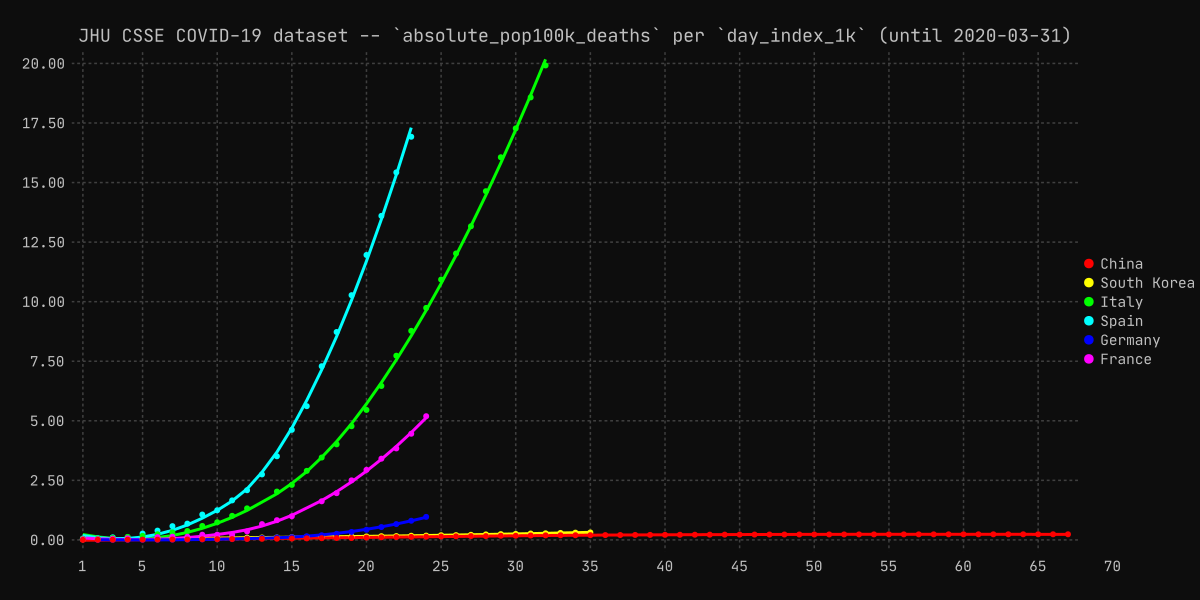 JHU CSSE COVID-19 dataset -- `absolute_pop100k_deaths` per `day_index_1k` (until 2020-03-31)
20.00
17.50
15.00
12.50
10.00
7.50
5.00
2.50
0.00
1 5 10 15 20 25 30 35 40 45 50 55 60 65 70
China
South Korea
Italy
Spain
Germany
France